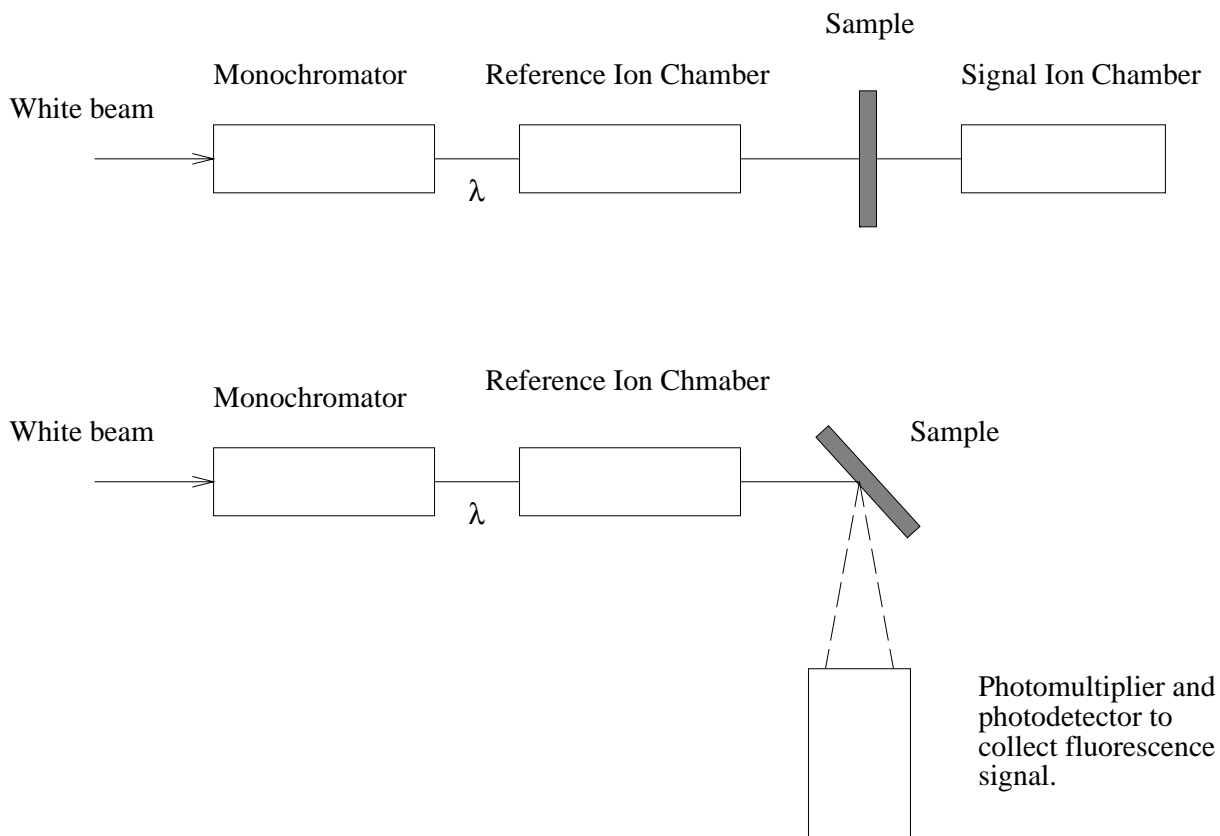 Sample
Monochromator
Reference Ion Chamber
Signal Ion Chamber
White beam
λ
Reference Ion Chmaber
Monochromator
White beam
Sample
λ
Photomultiplier and
photodetector to
collect fluorescence
signal.